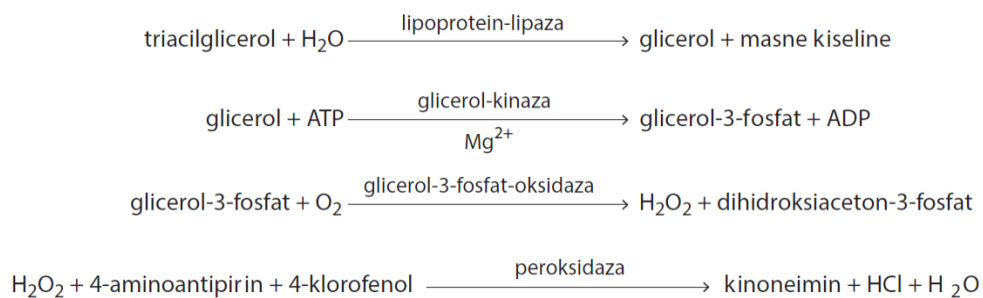 lipoprotein-lipaza
triacilglicerol + H₂O → glicerol + masne kiseline
glicerol-kinaza
glicerol + ATP → glicerol-3-fosfat + ADP
Mg²⁺
glicerol-3-fosfat-oksidaza
glicerol-3-fosfat + O₂ → H₂O₂ + dihidroksiaceton-3-fosfat
peroksidaza
H₂O₂ + 4-aminoantipirin + 4-klorofenol → kinoneimin + HCl + H ₂O